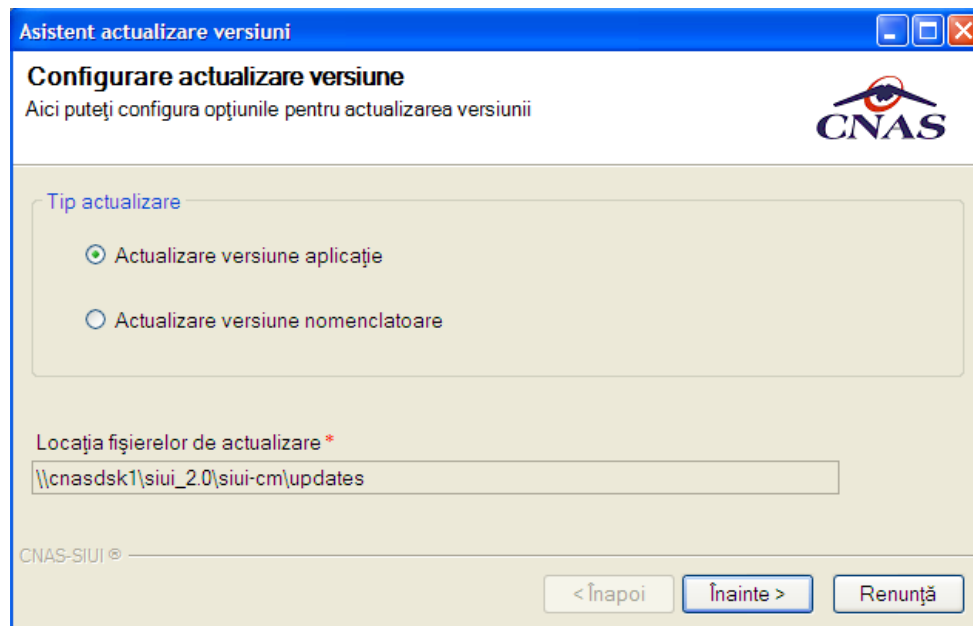 Asistent actualizare versiuni
Configurare actualizare versiune
Aici puteţi configura opţiunile pentru actualizarea versiunii
CNAS
Tip actualizare
Actualizare versiune aplicaţie
Actualizare versiune nomenclatoare
Locaţia fişierelor de actualizare *
\\cnasdsk1\siui_2.0\siui-cm\updates
CNAS-SIUI ®
< Înapoi Înainte > Renunţă